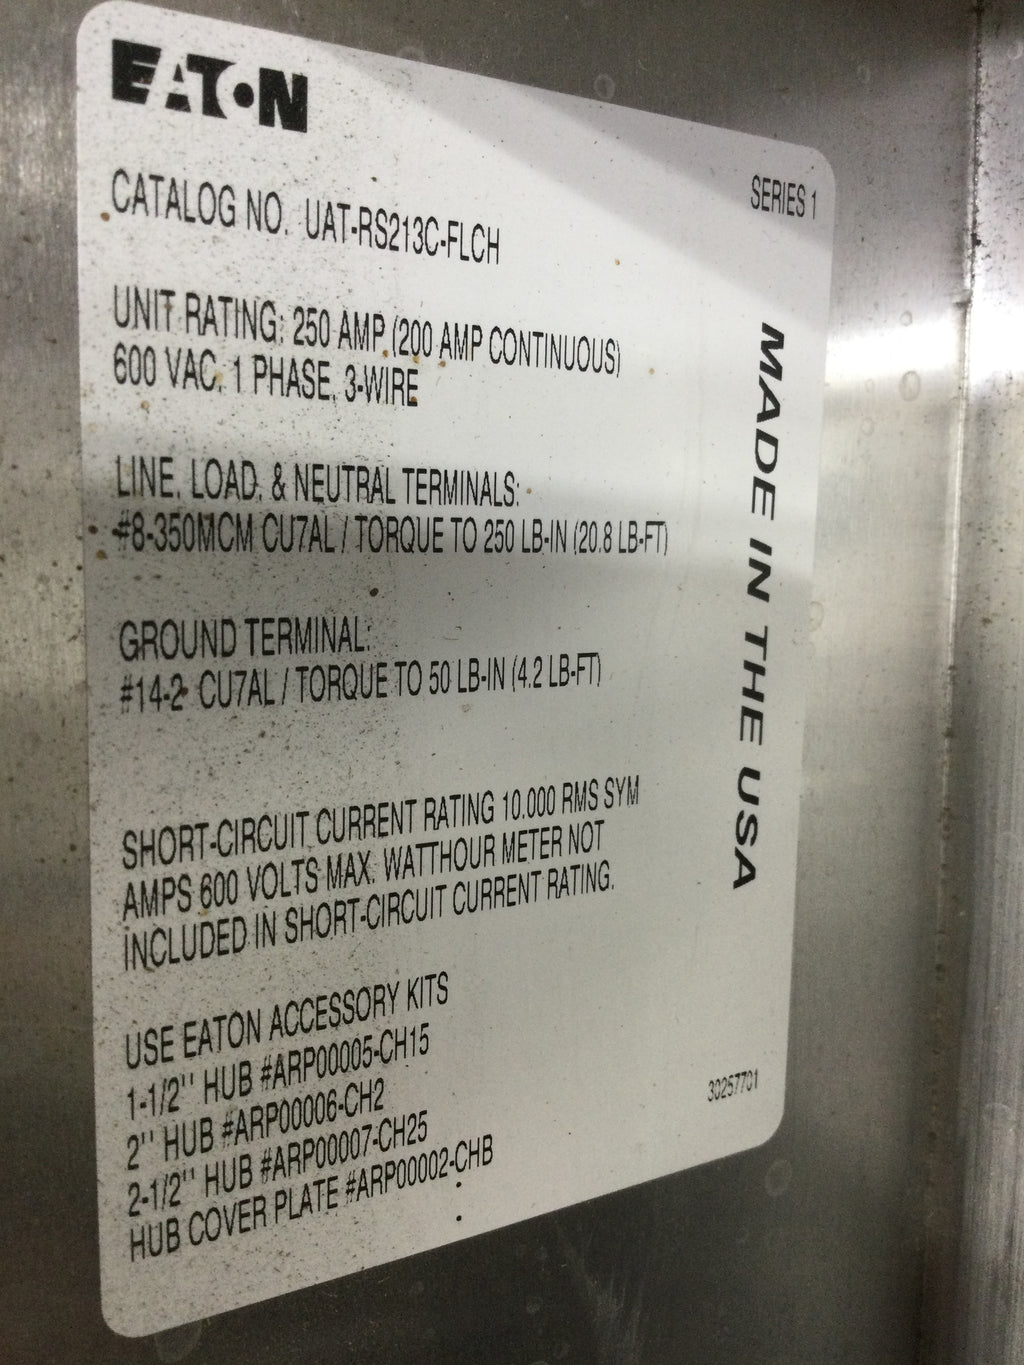 EATON
SERIES 1
CATALOG NO. UAT-RS213C-FLCH
UNIT RATING: 250 AMP (200 AMP CONTINUOUS)
600 VAC, 1 PHASE, 3-WIRE
LINE, LOAD, & NEUTRAL TERMINALS:
#8-350MCM CU7AL / TORQUE TO 250 LB-IN (20.8 LB-FT)
GROUND TERMINAL:
#14-2 CU7AL / TORQUE TO 50 LB-IN (4.2 LB-FT)
SHORT-CIRCUIT CURRENT RATING 10,000 RMS SYM
AMPS 600 VOLTS MAX. WATTHOUR METER NOT
INCLUDED IN SHORT-CIRCUIT CURRENT RATING.
USE EATON ACCESSORY KITS
1-1/2'' HUB #ARP00005-CH15
2'' HUB #ARP00006-CH2
2-1/2'' HUB #ARP00007-CH25
HUB COVER PLATE #ARP00002-CHB
MADE IN THE USA
30257701